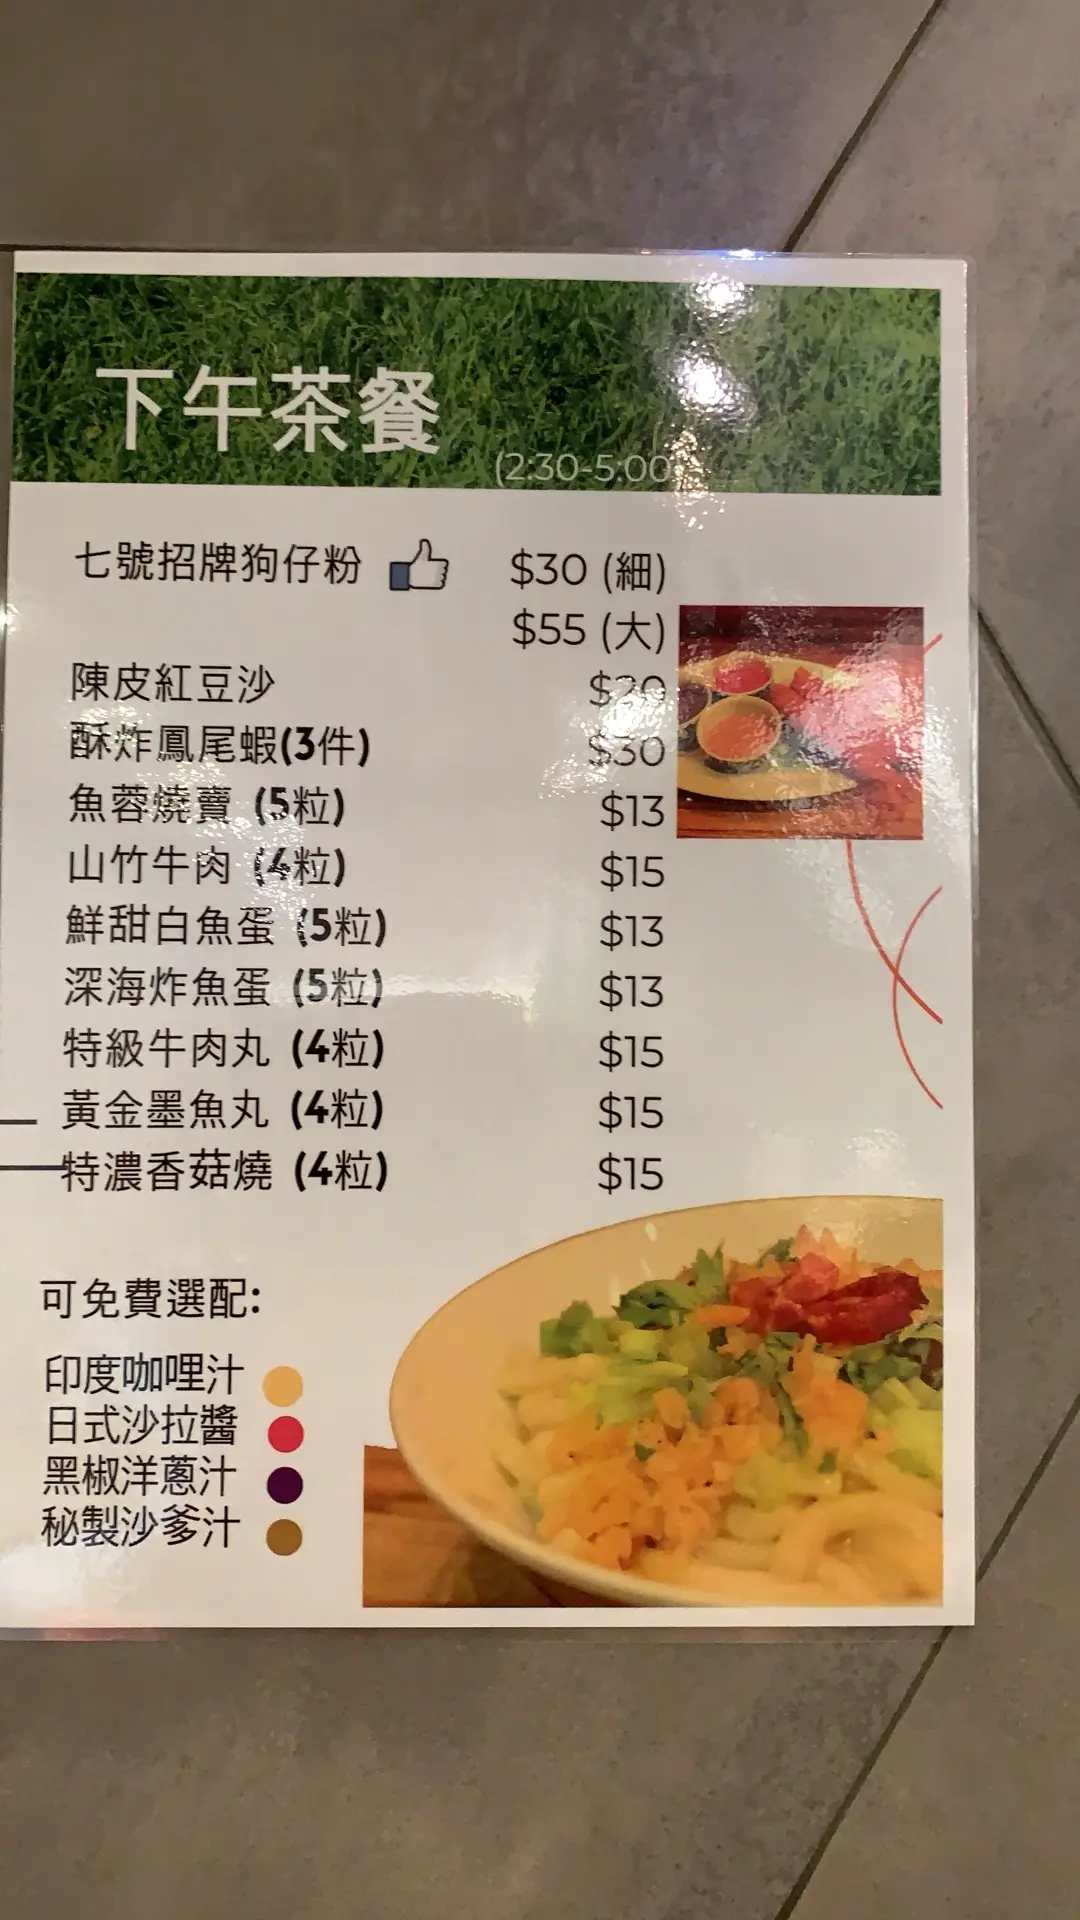 下午茶餐
(2:30-5:00)
七號招牌狗仔粉 $30 (細)
$55 (大)
陳皮紅豆沙 $20
酥炸鳳尾蝦(3件) $30
魚蓉燒賣 (5粒) $13
山竹牛肉 (4粒) $15
鮮甜白魚蛋 (5粒) $13
深海炸魚蛋 (5粒) $13
特級牛肉丸 (4粒) $15
黃金墨魚丸 (4粒) $15
特濃香菇燒 (4粒) $15
可免費選配:
印度咖哩汁
日式沙拉醬
黑椒洋蔥汁
秘製沙爹汁